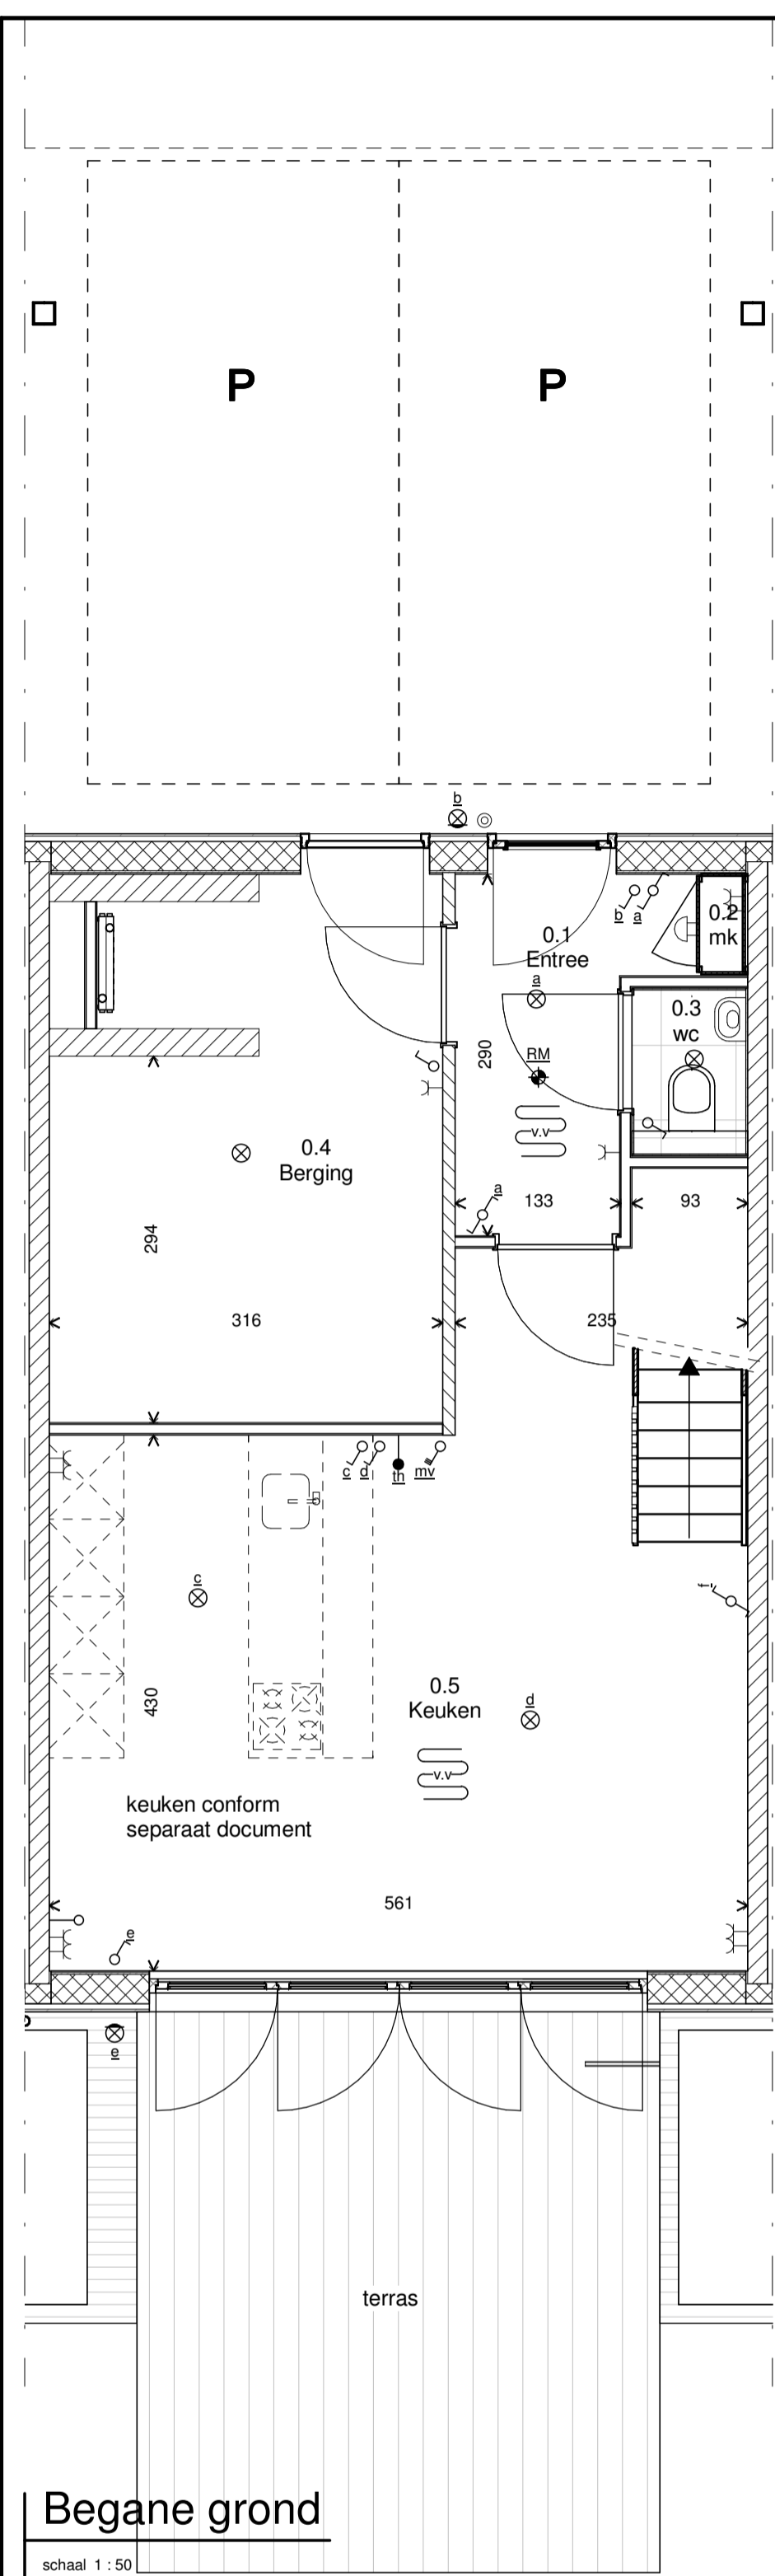 P
P
b
b
a
0.2
mk
0.1
Entree
a
0.3
wc
290
RM
v.v
0.4
Berging
a
133
93
294
316
235
c
d
th
mv
c
f
430
0.5
Keuken
d
v.v
keuken conform
separaat document
561
e
e
terras
Begane grond
schaal 1 : 50